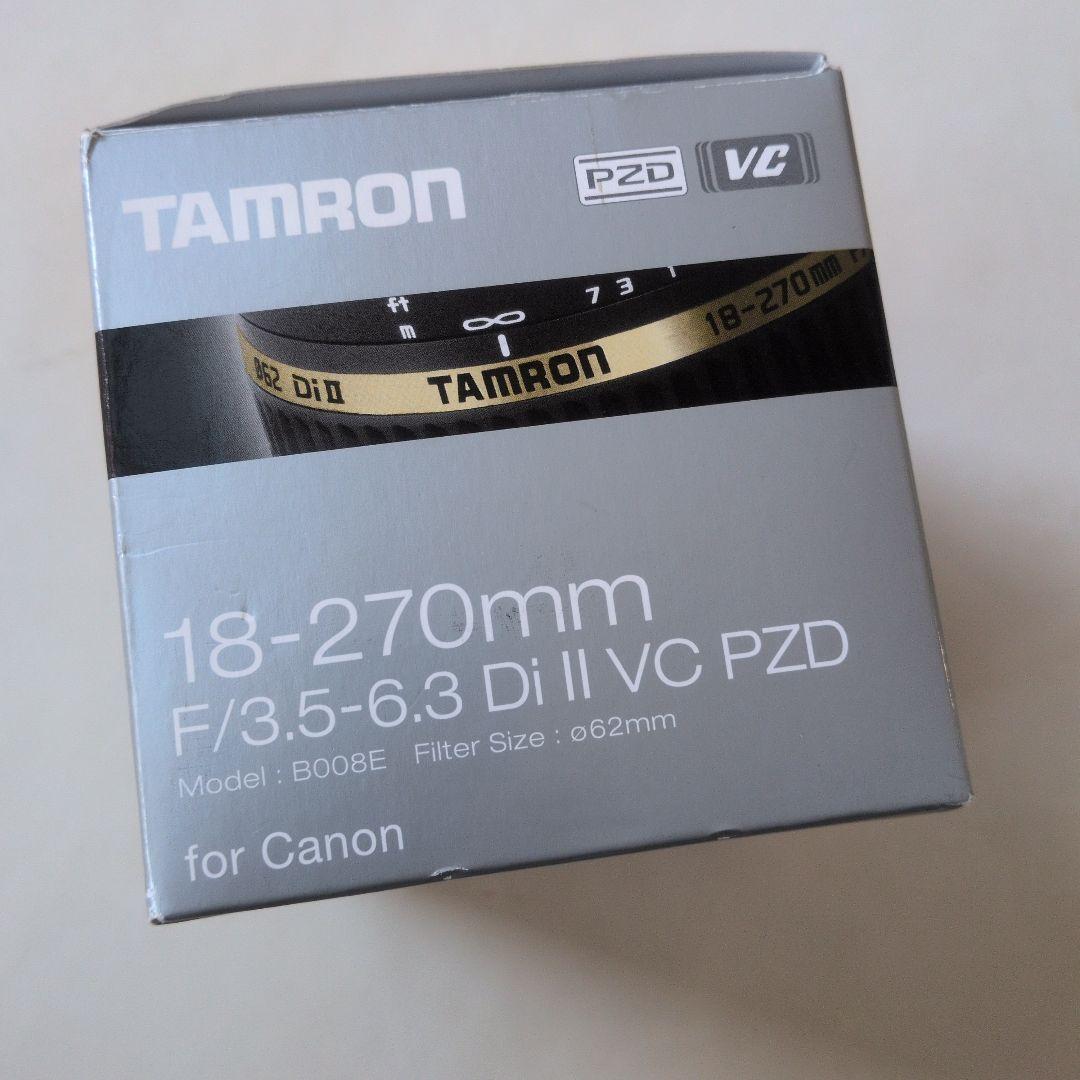 TAMRON PZD VC
ft 7 3
m ∞
ø62 Di II TAMRON 18-270mm
18-270mm
F/3.5-6.3 Di II VC PZD
Model : B008E Filter Size : ø62mm
for Canon